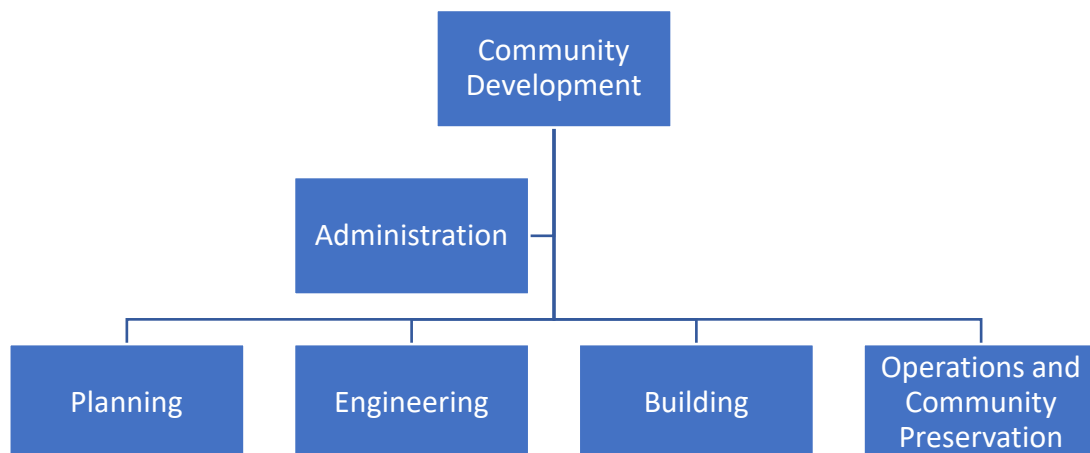 Community
Development
Administration
Planning
Engineering
Building
Operations and
Community
Preservation